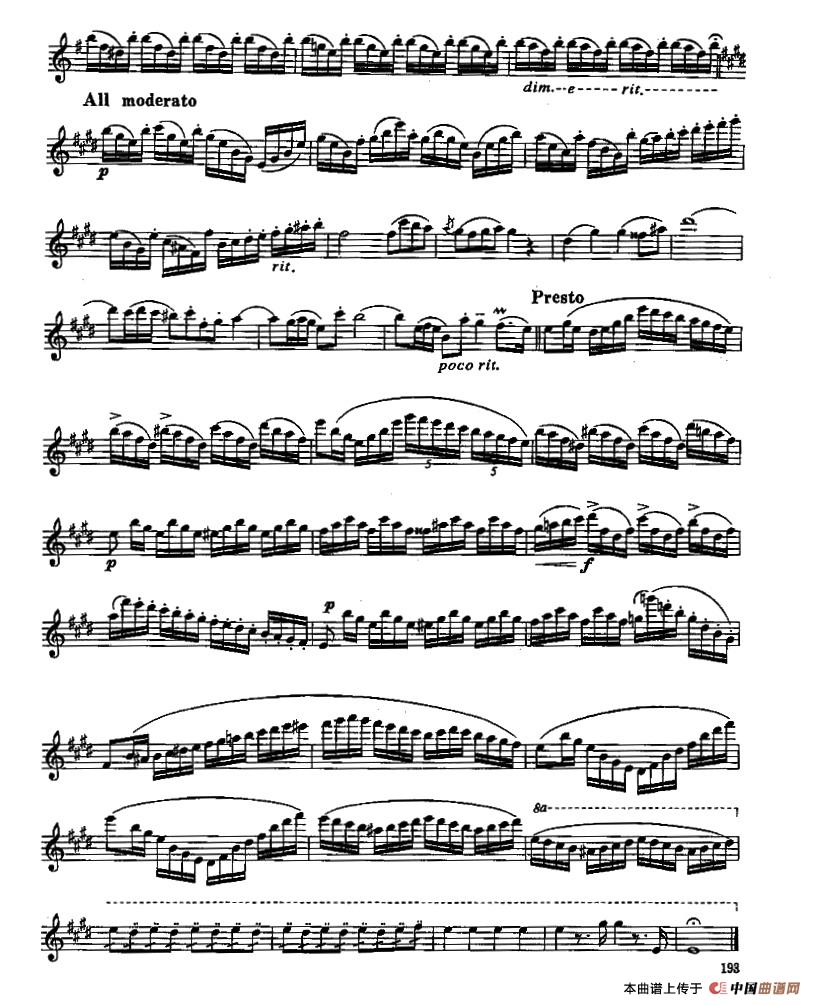 dim.--e-----rit.---------
All moderato
p
rit.
Presto
poco rit.
5 5
p f
p
8a
193
本曲谱上传于 中国曲谱网